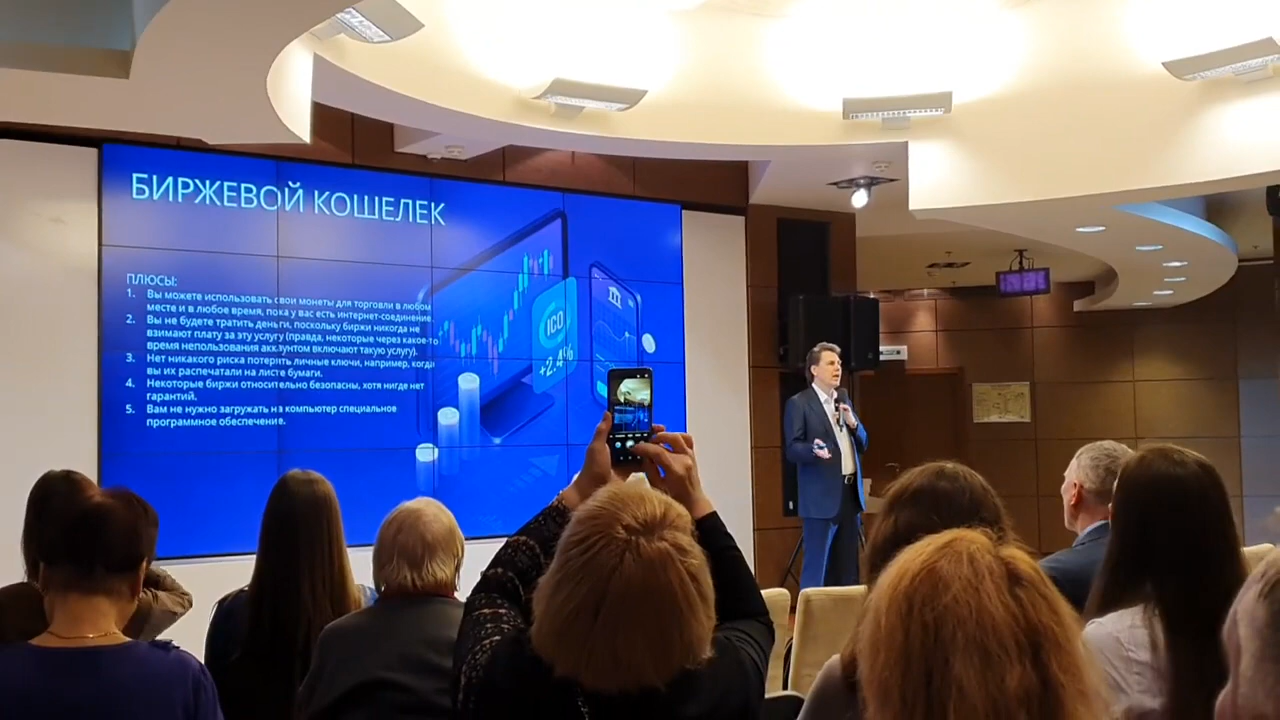 БИРЖЕВОЙ КОШЕЛЕК
ПЛЮСЫ:
1. Вы можете использовать свои монеты для торговли в любом
месте и в любое время, пока у вас есть интернет-соединение.
2. Вы не будете тратить деньги, поскольку биржи никогда не
взимают плату за эту услугу (правда, некоторые через какое-то
время использования аккаунтом включают такую услугу).
3. Нет никакого риска потерять личные ключи, например, когда
вы их распечатали на листе бумаги.
4. Некоторые биржи относительно безопасны, хотя нигде нет
гарантий.
5. Вам не нужно загружать на компьютер специальное
программное обеспечение.
ICO
+2.4%